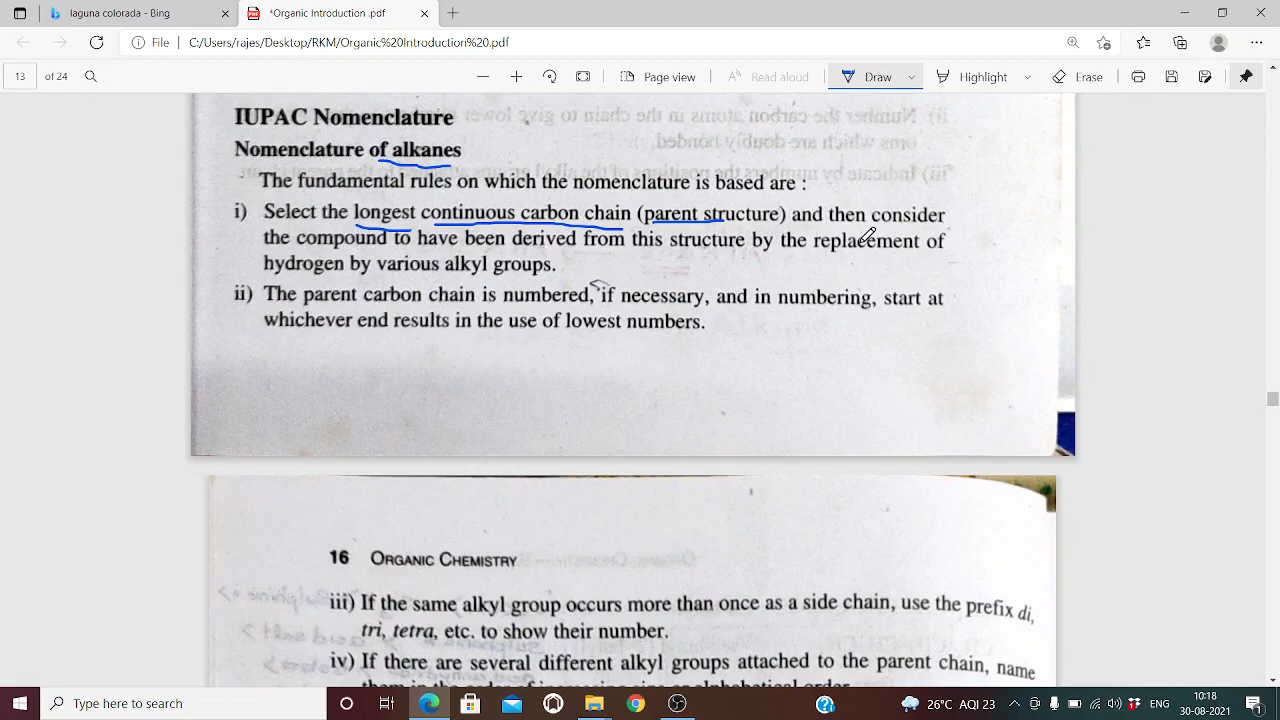 laguna colorada - Bing
*Organic Introduction .pdf
File | C:/Users/rajes/Desktop/RKM/Organic%20Introduction%20.pdf
13 of 24
Page view
Read aloud
Draw
Highlight
Erase
IUPAC Nomenclature
Nomenclature of alkanes
The fundamental rules on which the nomenclature is based are :
i) Select the longest continuous carbon chain (parent structure) and then consider
the compound to have been derived from this structure by the replacement of
hydrogen by various alkyl groups.
ii) The parent carbon chain is numbered, if necessary, and in numbering, start at
whichever end results in the use of lowest numbers.
16 ORGANIC CHEMISTRY
iii) If the same alkyl group occurs more than once as a side chain, use the prefix di,
tri, tetra, etc. to show their number.
iv) If there are several different alkyl groups attached to the parent chain, name
Type here to search
26°C AQI 25
ENG
10:18
30-08-2021